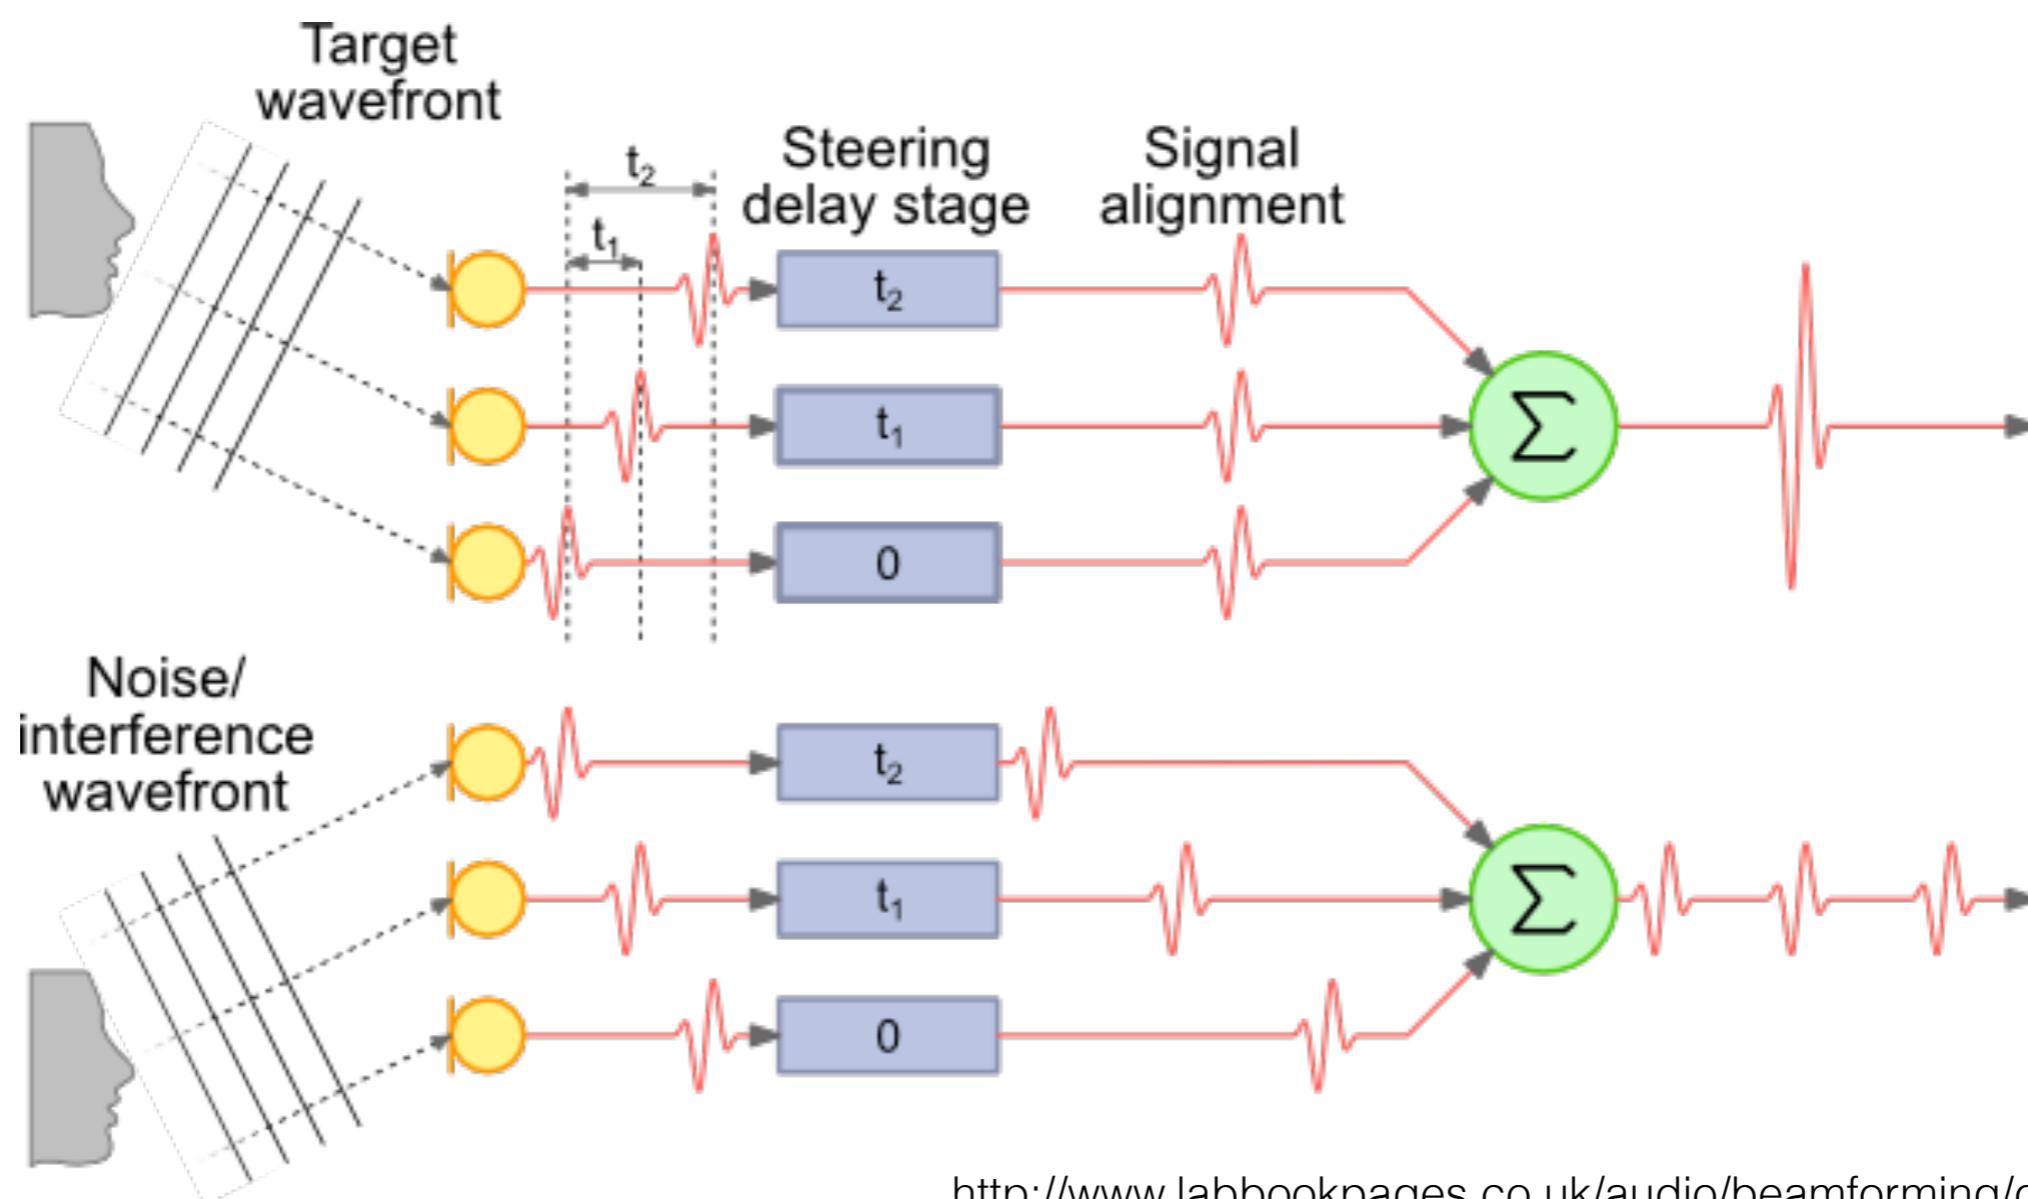 Target
wavefront
t₂
t₁
Steering
delay stage
Signal
alignment
t₂
t₁
0
Σ
Noise/
interference
wavefront
t₂
t₁
0
Σ
http://www.labbookpages.co.uk/audio/beamforming/